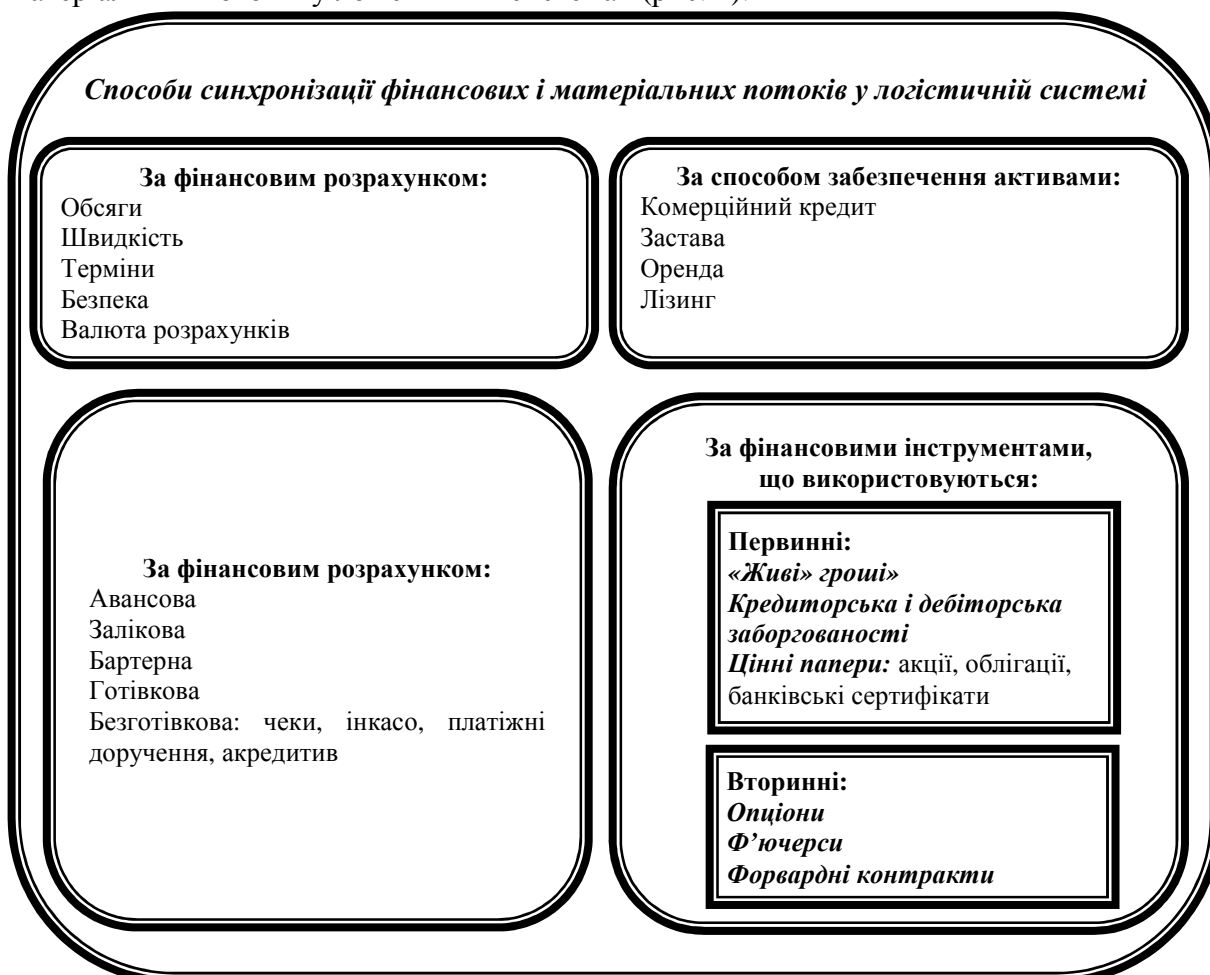 Способи синхронізації фінансових і матеріальних потоків у логістичній системі
За фінансовим розрахунком:
Обсяги
Швидкість
Терміни
Безпека
Валюта розрахунків
За способом забезпечення активами:
Комерційний кредит
Застава
Оренда
Лізинг
За фінансовим розрахунком:
Авансова
Залікова
Бартерна
Готівкова
Безготівкова: чеки, інкасо, платіжні
доручення, акредитив
За фінансовими інструментами,
що використовуються:
Первинні:
«Живі» гроші»
Кредиторська і дебіторська
заборгованості
Цінні папери: акції, облігації,
банківські сертифікати
Вторинні:
Опціони
Ф’ючерси
Форвардні контракти